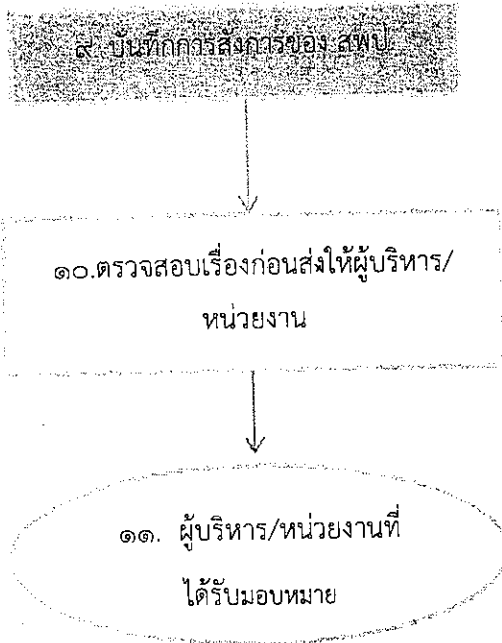 ๙. บันทึกการสั่งการของ สพป.
๑๐.ตรวจสอบเรื่องก่อนส่งให้ผู้บริหาร/
หน่วยงาน
๑๑. ผู้บริหาร/หน่วยงานที่
ได้รับมอบหมาย